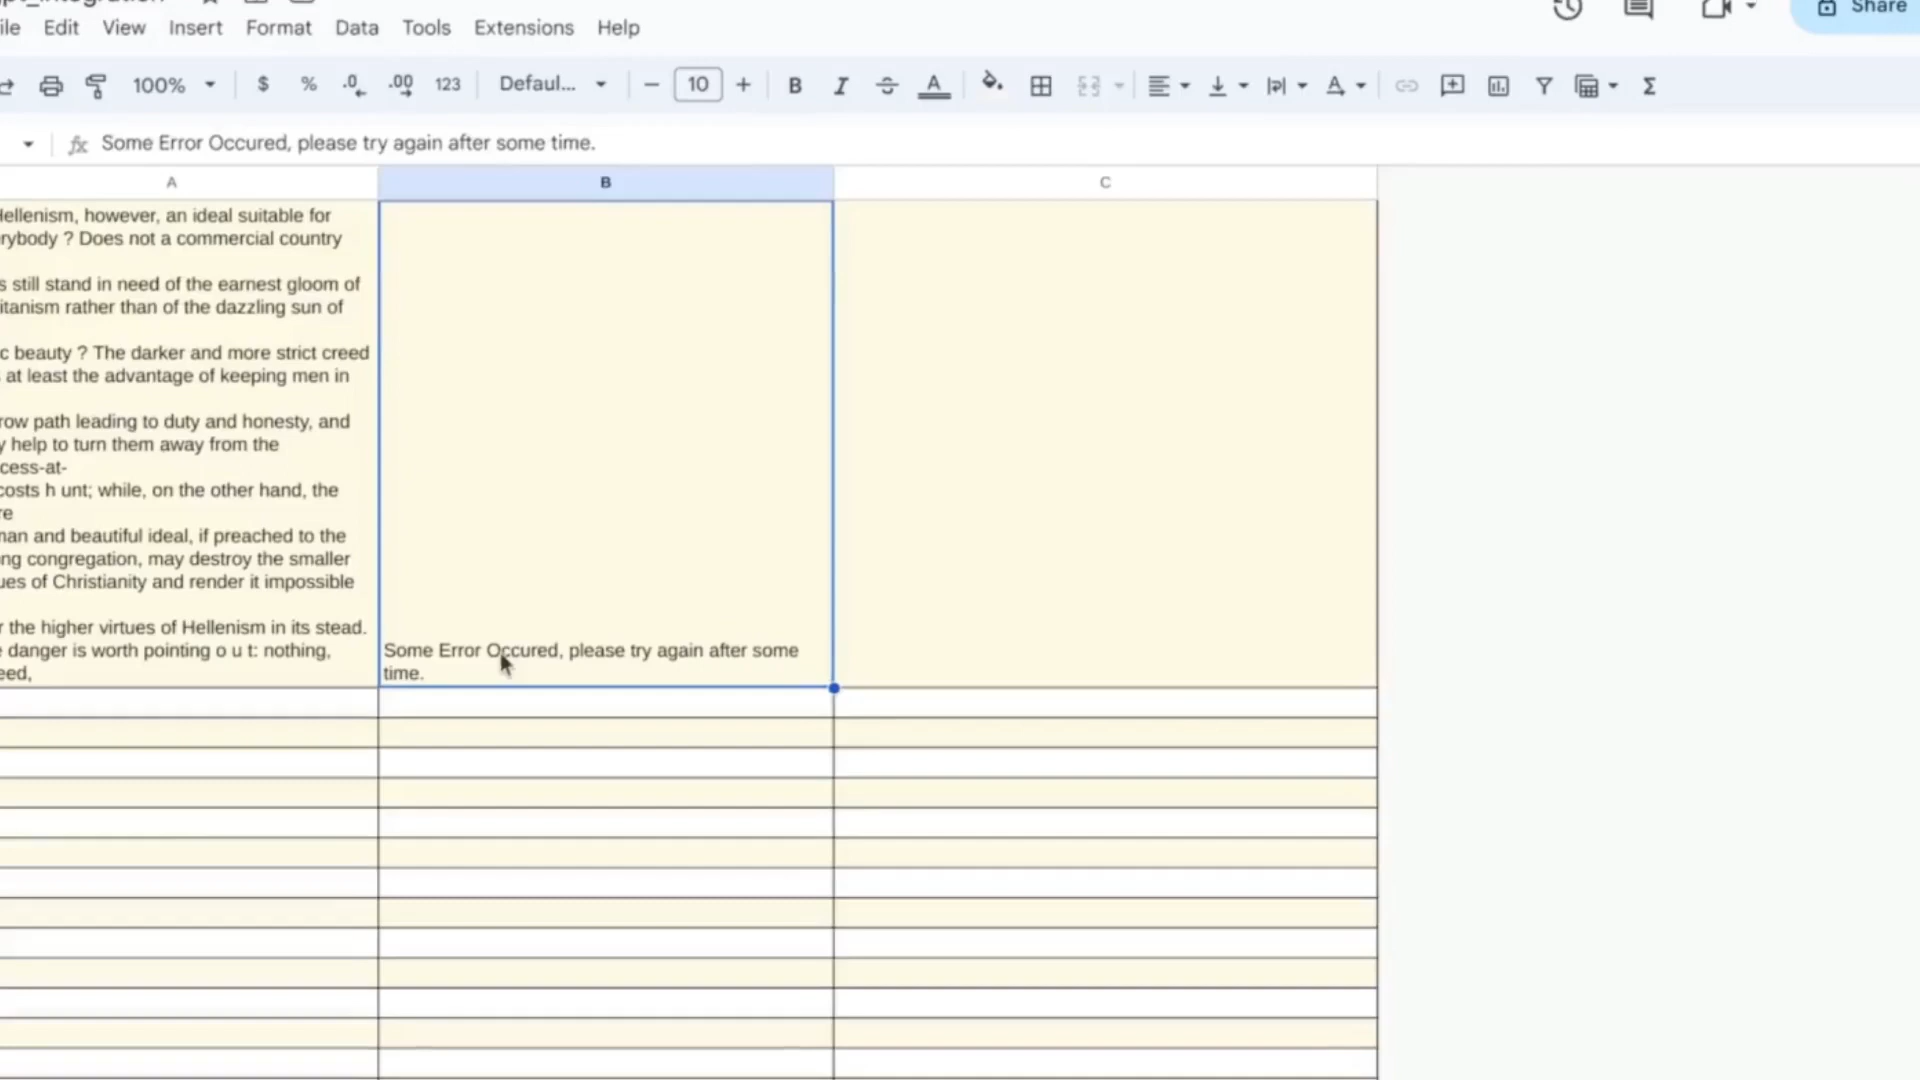 Edit View Insert Format Data Tools Extensions Help
Share
100% $ % .0 .00 123 Defaul... 10 B I A Σ
fx Some Error Occured, please try again after some time.
A B C
ellenism, however, an ideal suitable for
rybody ? Does not a commercial country
s still stand in need of the earnest gloom of
itanism rather than of the dazzling sun of
c beauty ? The darker and more strict creed
at least the advantage of keeping men in
row path leading to duty and honesty, and
y help to turn them away from the
cess-at-
costs h unt; while, on the other hand, the
re
nan and beautiful ideal, if preached to the
ng congregation, may destroy the smaller
ues of Christianity and render it impossible
r the higher virtues of Hellenism in its stead.
e danger is worth pointing o u t: nothing,
eed,
Some Error Occured, please try again after some
time.